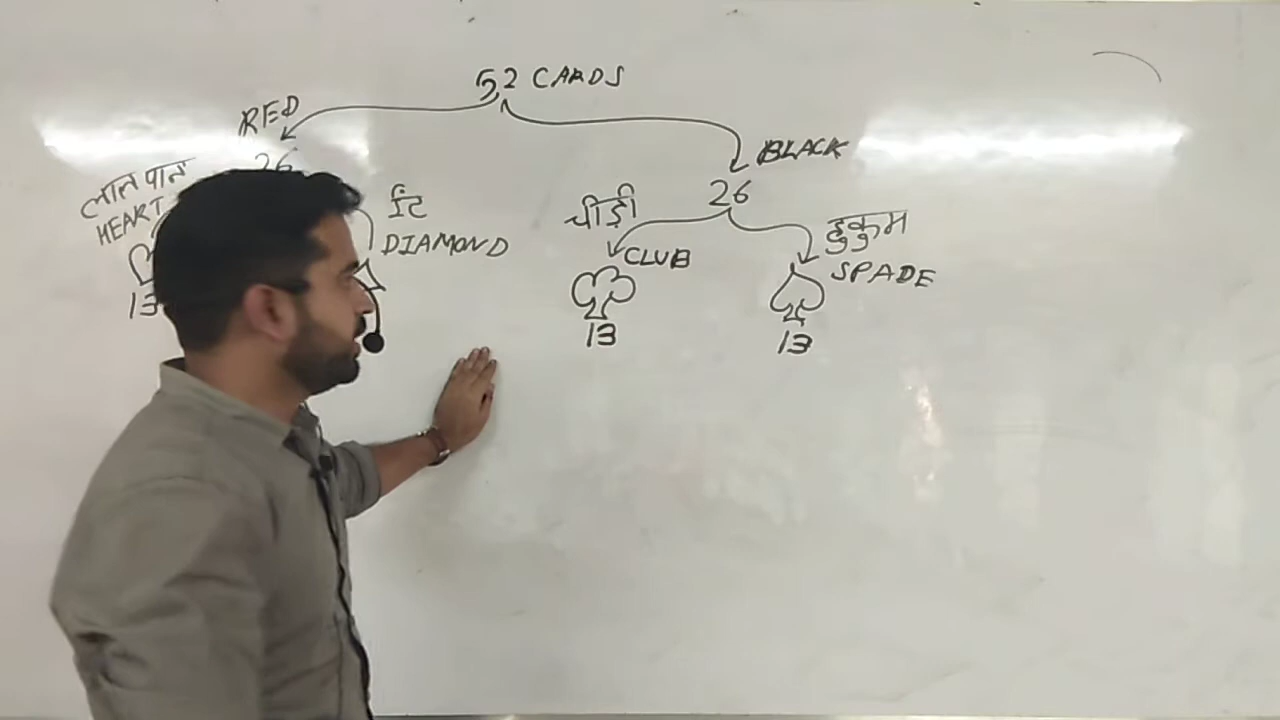 52 CARDS
RED
26
BLACK
26
लाल पान
HEART
13
ईंट
DIAMOND
चीड़ी
CLUB
13
हुकुम
SPADE
13